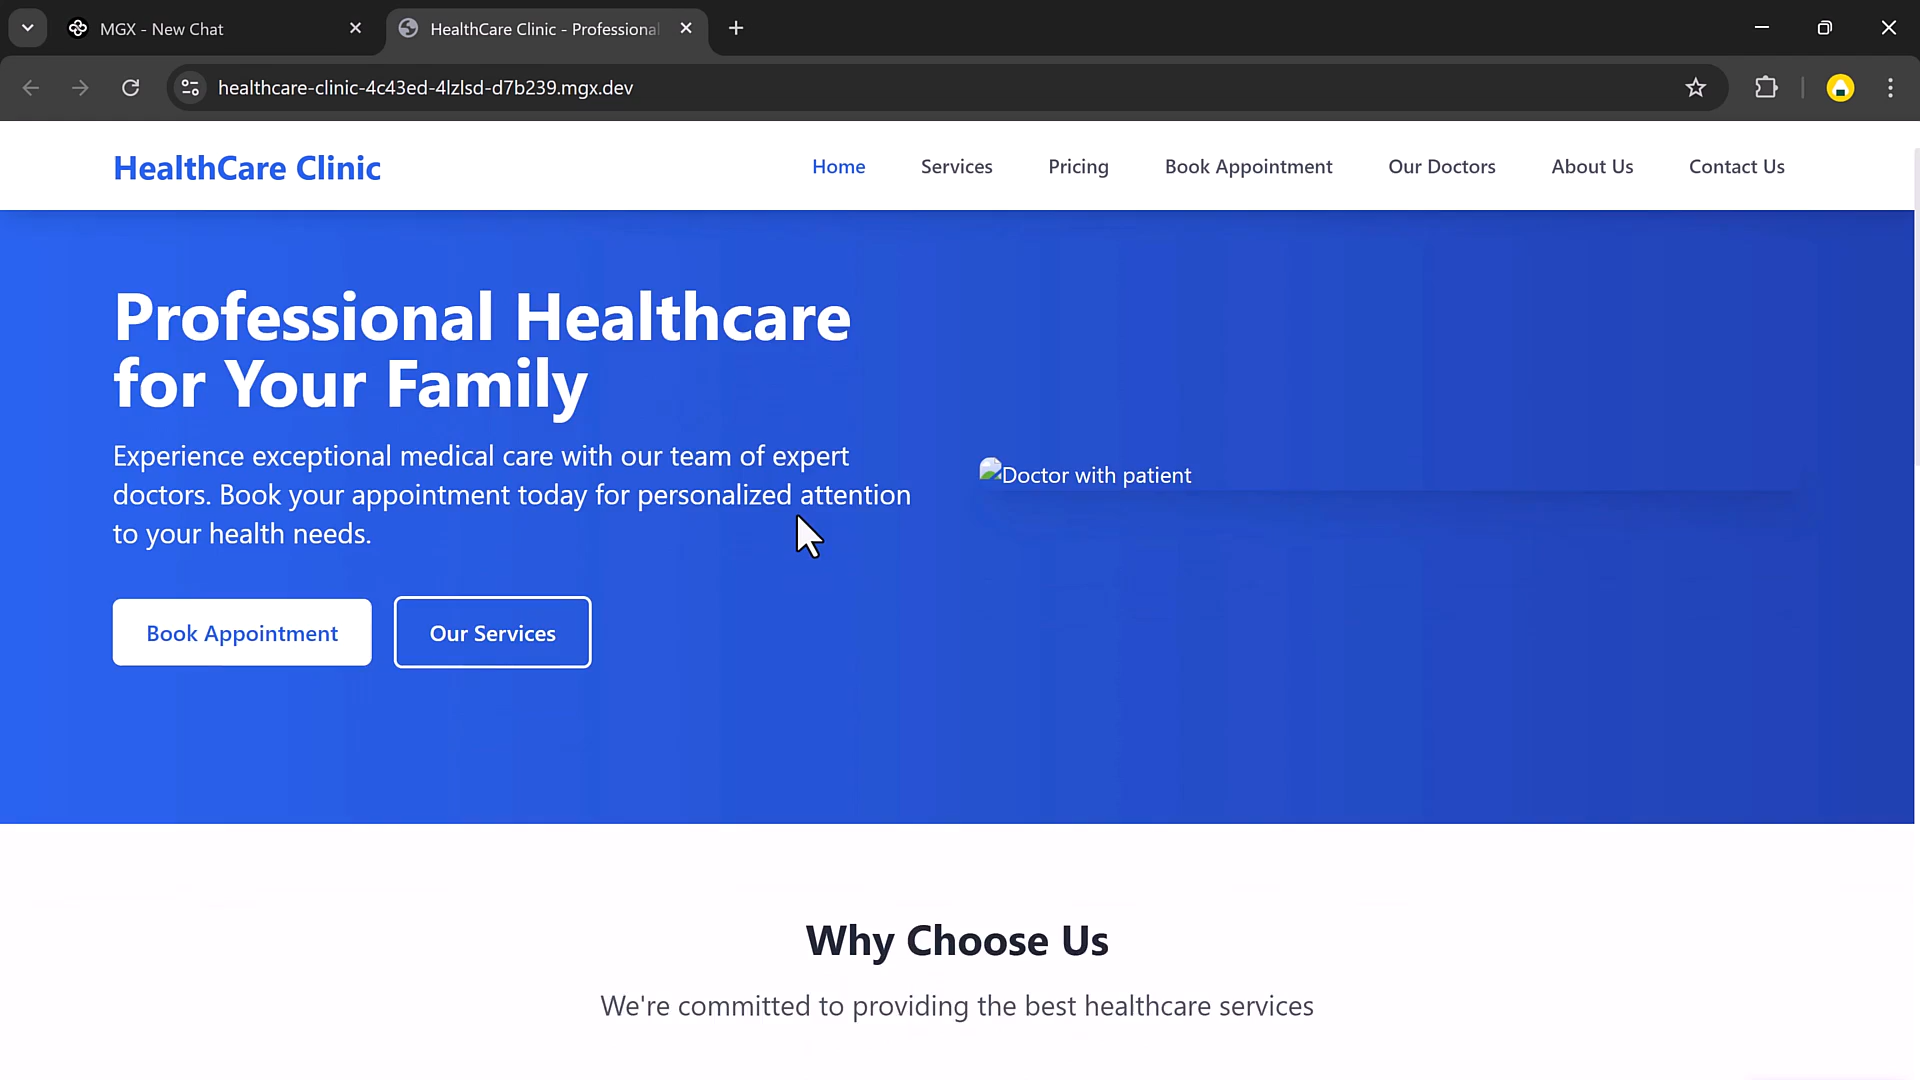 MGX - New Chat
HealthCare Clinic - Professional
healthcare-clinic-4c43ed-4lzlsd-d7b239.mgx.dev
HealthCare Clinic
Home
Services
Pricing
Book Appointment
Our Doctors
About Us
Contact Us
Professional Healthcare
for Your Family
Experience exceptional medical care with our team of expert
doctors. Book your appointment today for personalized attention
to your health needs.
Doctor with patient
Book Appointment
Our Services
Why Choose Us
We're committed to providing the best healthcare services